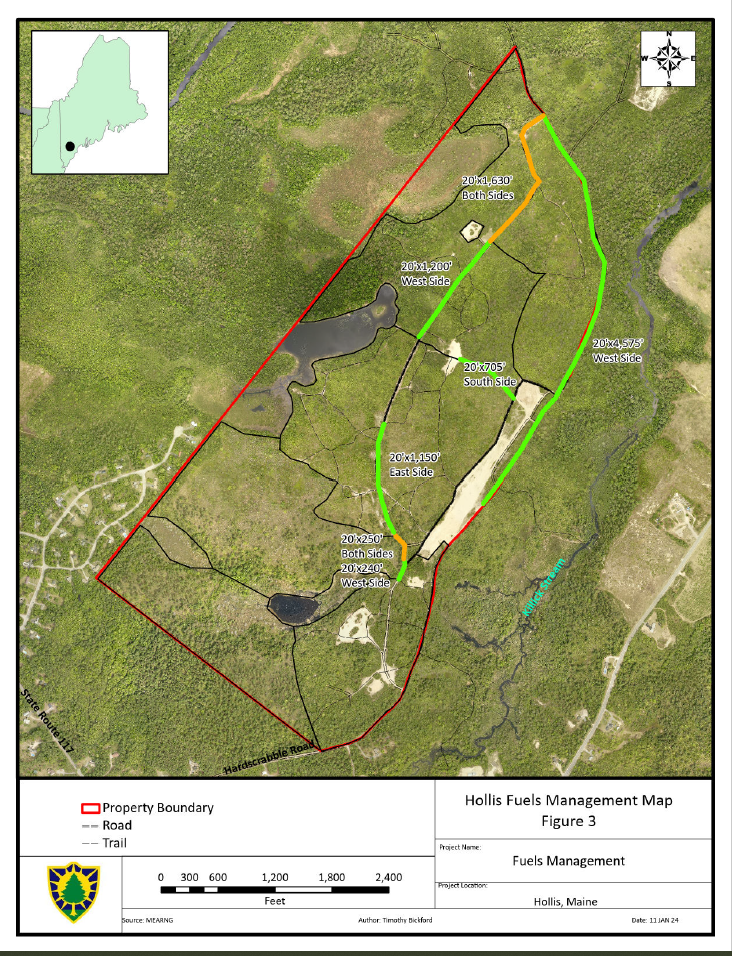 N
W E
S
20'x1,630'
Both Sides
20'x1,200'
West Side
20'x4,575'
West Side
20'x705'
South Side
20'x1,150'
East Side
20'x250'
Both Sides
20'x240'
West Side
Killick Stream
State Route 117
Hardscrabble Road
Property Boundary
Road
Trail
Hollis Fuels Management Map
Figure 3
Project Name:
Fuels Management
Project Location:
Hollis, Maine
0 300 600 1,200 1,800 2,400
Feet
Source: MEARNG
Author: Timothy Bickford
Date: 11 JAN 24